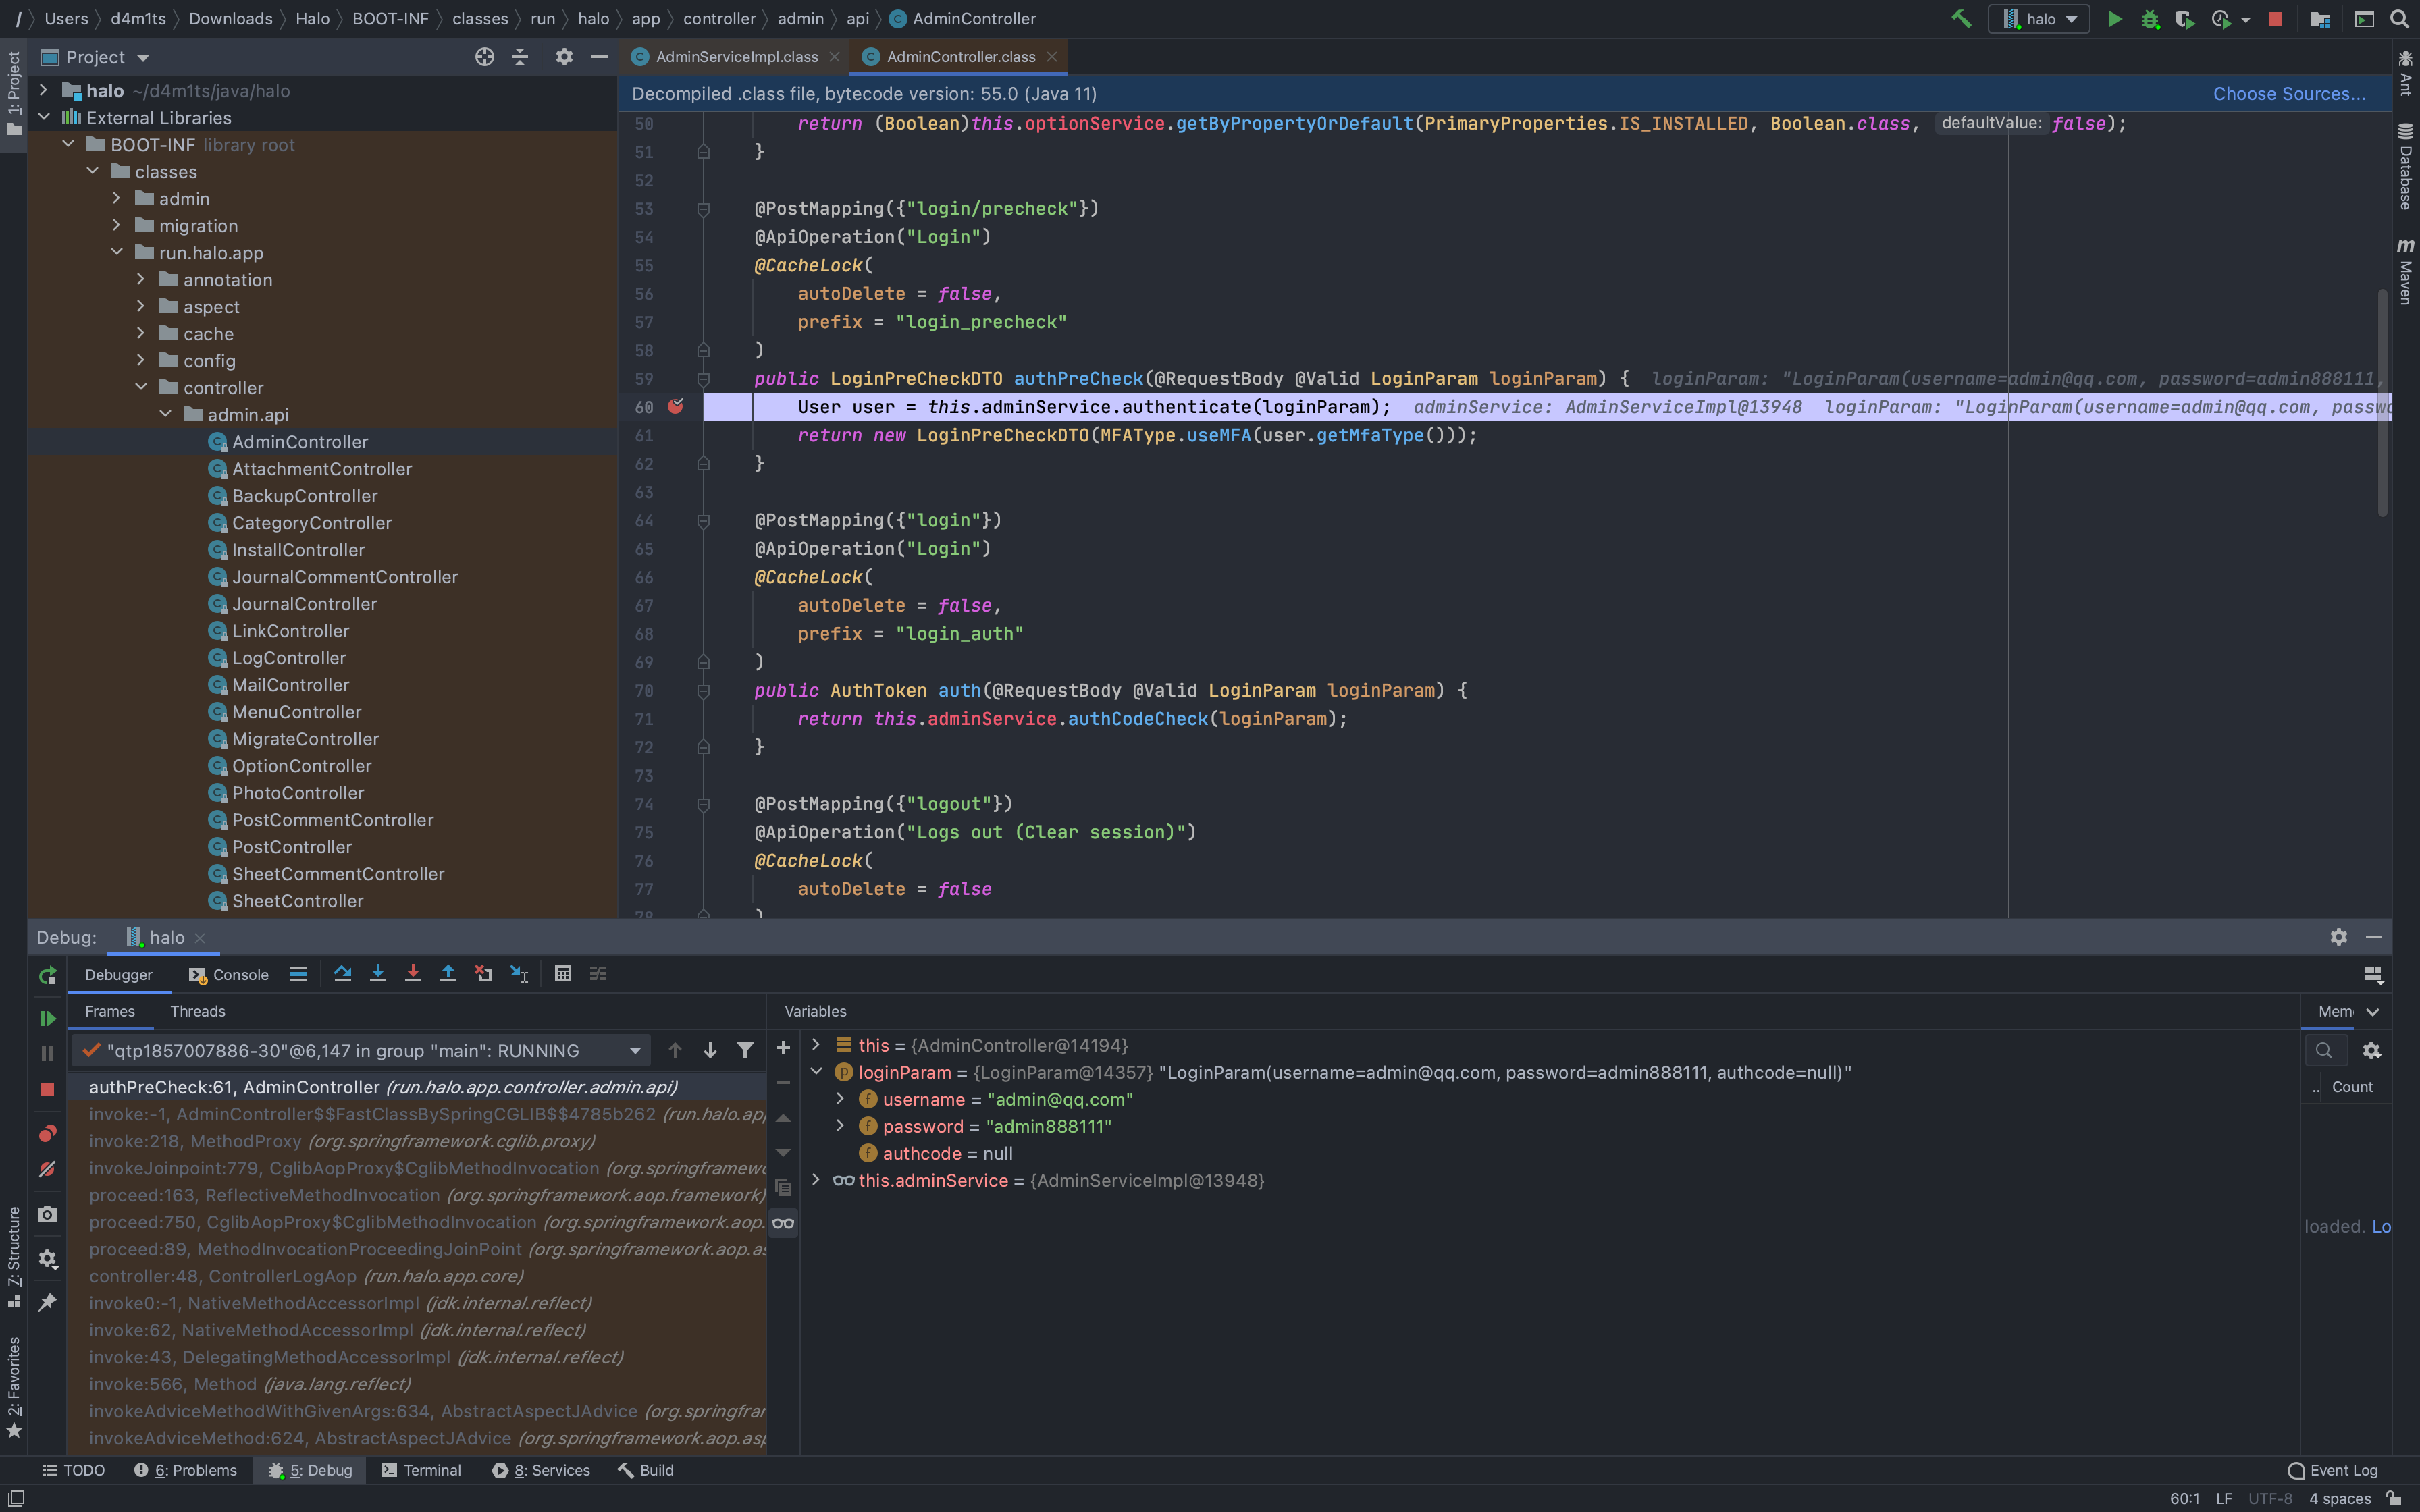 / Users Downloads d4m1ts Halo BOOT-INF classes run halo app controller admin api AdminController
halo
Project
AdminServiceImpl.class
AdminController.class
1: Project
halo ~/d4m1ts/java/halo
External Libraries
BOOT-INF library root
classes
admin
migration
run.halo.app
annotation
aspect
cache
config
controller
admin.api
AdminController
AttachmentController
BackupController
CategoryController
InstallController
JournalCommentController
JournalController
LinkController
LogController
MailController
MenuController
MigrateController
OptionController
PhotoController
PostCommentController
PostController
SheetCommentController
SheetController
Decompiled .class file, bytecode version: 55.0 (Java 11)
Choose Sources...
50 return (Boolean)this.optionService.getByPropertyOrDefault(PrimaryProperties.IS_INSTALLED, Boolean.class, defaultValue: false);
51 }
52
53 @PostMapping({"login/precheck"})
54 @ApiOperation("Login")
55 @CacheLock(
56 autoDelete = false,
57 prefix = "login_precheck"
58 )
59 public LoginPreCheckDTO authPreCheck(@RequestBody @Valid LoginParam loginParam) { loginParam: "LoginParam(username=admin@qq.com, password=admin888111,
60 User user = this.adminService.authenticate(loginParam); adminService: AdminServiceImpl@13948 loginParam: "LoginParam(username=admin@qq.com, passw
61 return new LoginPreCheckDTO(MFAType.useMFA(user.getMfaType()));
62 }
63
64 @PostMapping({"login"})
65 @ApiOperation("Login")
66 @CacheLock(
67 autoDelete = false,
68 prefix = "login_auth"
69 )
70 public AuthToken auth(@RequestBody @Valid LoginParam loginParam) {
71 return this.adminService.authCodeCheck(loginParam);
72 }
73
74 @PostMapping({"logout"})
75 @ApiOperation("Logs out (Clear session)")
76 @CacheLock(
77 autoDelete = false
78 )
Ant
Database
m Maven
Debug: halo
Debugger
Console
Frames
Threads
"qtp1857007886-30"@6,147 in group "main": RUNNING
authPreCheck:61, AdminController (run.halo.app.controller.admin.api)
invoke:-1, AdminController$$FastClassBySpringCGLIB$$4785b262 (run.halo.ap
invoke:218, MethodProxy (org.springframework.cglib.proxy)
invokeJoinpoint:779, CglibAopProxy$CglibMethodInvocation (org.springframew
proceed:163, ReflectiveMethodInvocation (org.springframework.aop.framework)
proceed:750, CglibAopProxy$CglibMethodInvocation (org.springframework.aop.
proceed:89, MethodInvocationProceedingJoinPoint (org.springframework.aop.a
controller:48, ControllerLogAop (run.halo.app.core)
invoke0:-1, NativeMethodAccessorImpl (jdk.internal.reflect)
invoke:62, NativeMethodAccessorImpl (jdk.internal.reflect)
invoke:43, DelegatingMethodAccessorImpl (jdk.internal.reflect)
invoke:566, Method (java.lang.reflect)
invokeAdviceMethodWithGivenArgs:634, AbstractAspectJAdvice (org.springfra
invokeAdviceMethod:624, AbstractAspectJAdvice (org.springframework.aop.asp
Variables
this = {AdminController@14194}
loginParam = {LoginParam@14357} "LoginParam(username=admin@qq.com, password=admin888111, authcode=null)"
username = "admin@qq.com"
password = "admin888111"
authcode = null
this.adminService = {AdminServiceImpl@13948}
Mem
.. Count
loaded. Lo
7: Structure
2: Favorites
TODO
6: Problems
5: Debug
Terminal
8: Services
Build
Event Log
60:1 LF UTF-8 4 spaces